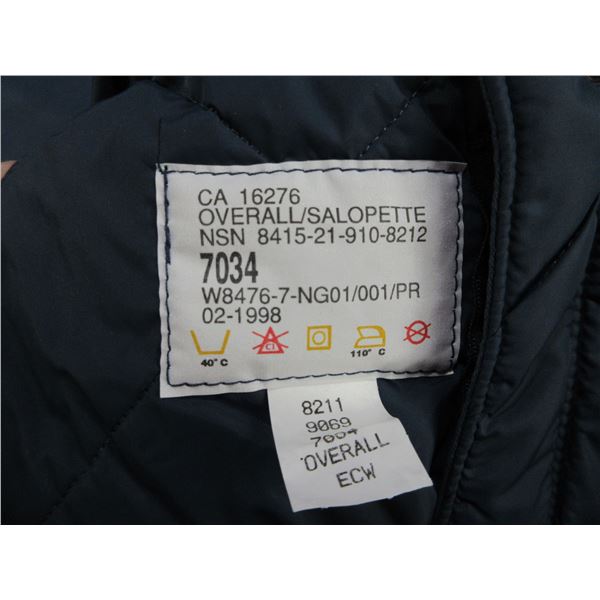 CA 16276
OVERALL/SALOPETTE
NSN 8415-21-910-8212
7034
W8476-7-NG01/001/PR
02-1998
40° C
Cl
110° C
8211
9069
OVERALL
ECW